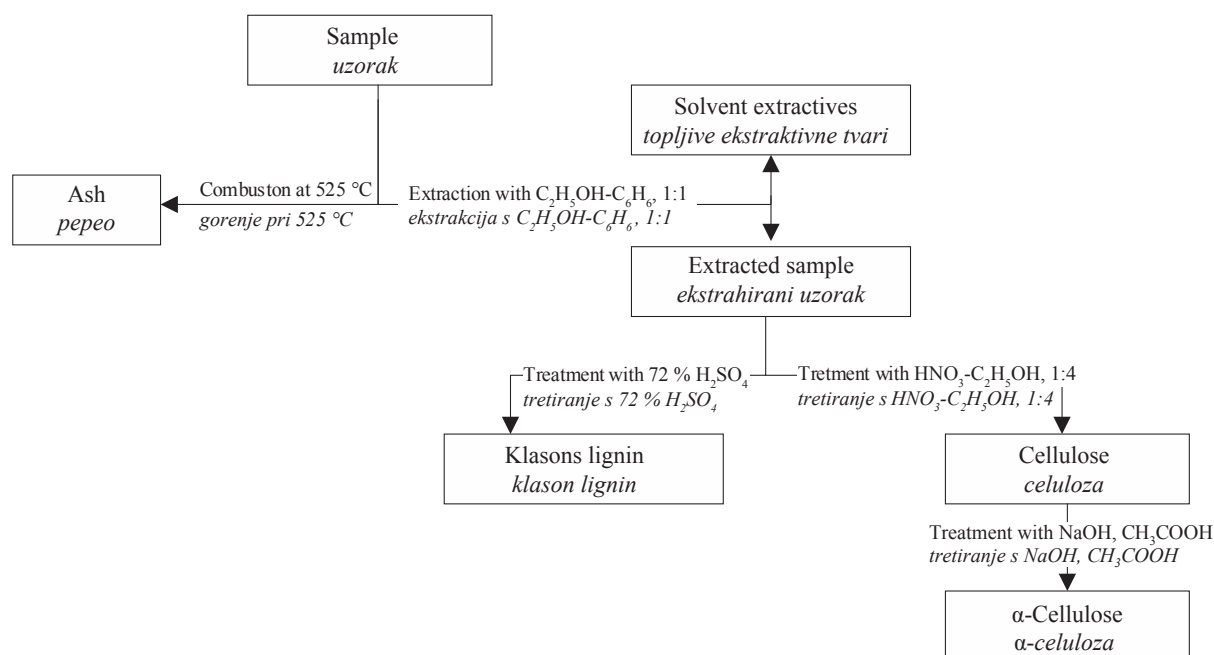 Sample
uzorak
Solvent extractives
topljive ekstraktivne tvari
Ash
pepeo
Combuston at 525 °C
gorenje pri 525 °C
Extraction with C₂H₅OH-C₆H₆, 1:1
ekstrakcija s C₂H₅OH-C₆H₆, 1:1
Extracted sample
ekstrahirani uzorak
Treatment with 72 % H₂SO₄
tretiranje s 72 % H₂SO₄
Tretment with HNO₃-C₂H₅OH, 1:4
tretiranje s HNO₃-C₂H₅OH, 1:4
Klasons lignin
klason lignin
Cellulose
celuloza
Treatment with NaOH, CH₃COOH
tretiranje s NaOH, CH₃COOH
α-Cellulose
α-celuloza